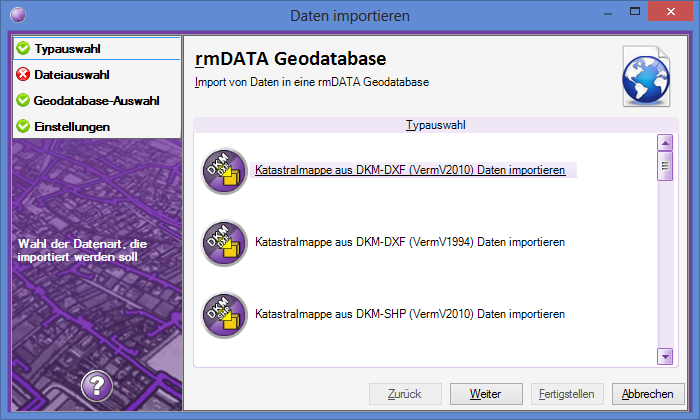 Daten importieren
Typauswahl
Dateiauswahl
Geodatabase-Auswahl
Einstellungen
Wahl der Datenart, die
importiert werden soll
?
rmDATA Geodatabase
Import von Daten in eine rmDATA Geodatabase
Typauswahl
DKM
DXF
Katastralmappe aus DKM-DXF (VermV2010) Daten importieren
DKM
DXF
Katastralmappe aus DKM-DXF (VermV1994) Daten importieren
DKM
SHP
Katastralmappe aus DKM-SHP (VermV2010) Daten importieren
Zurück
Weiter
Fertigstellen
Abbrechen